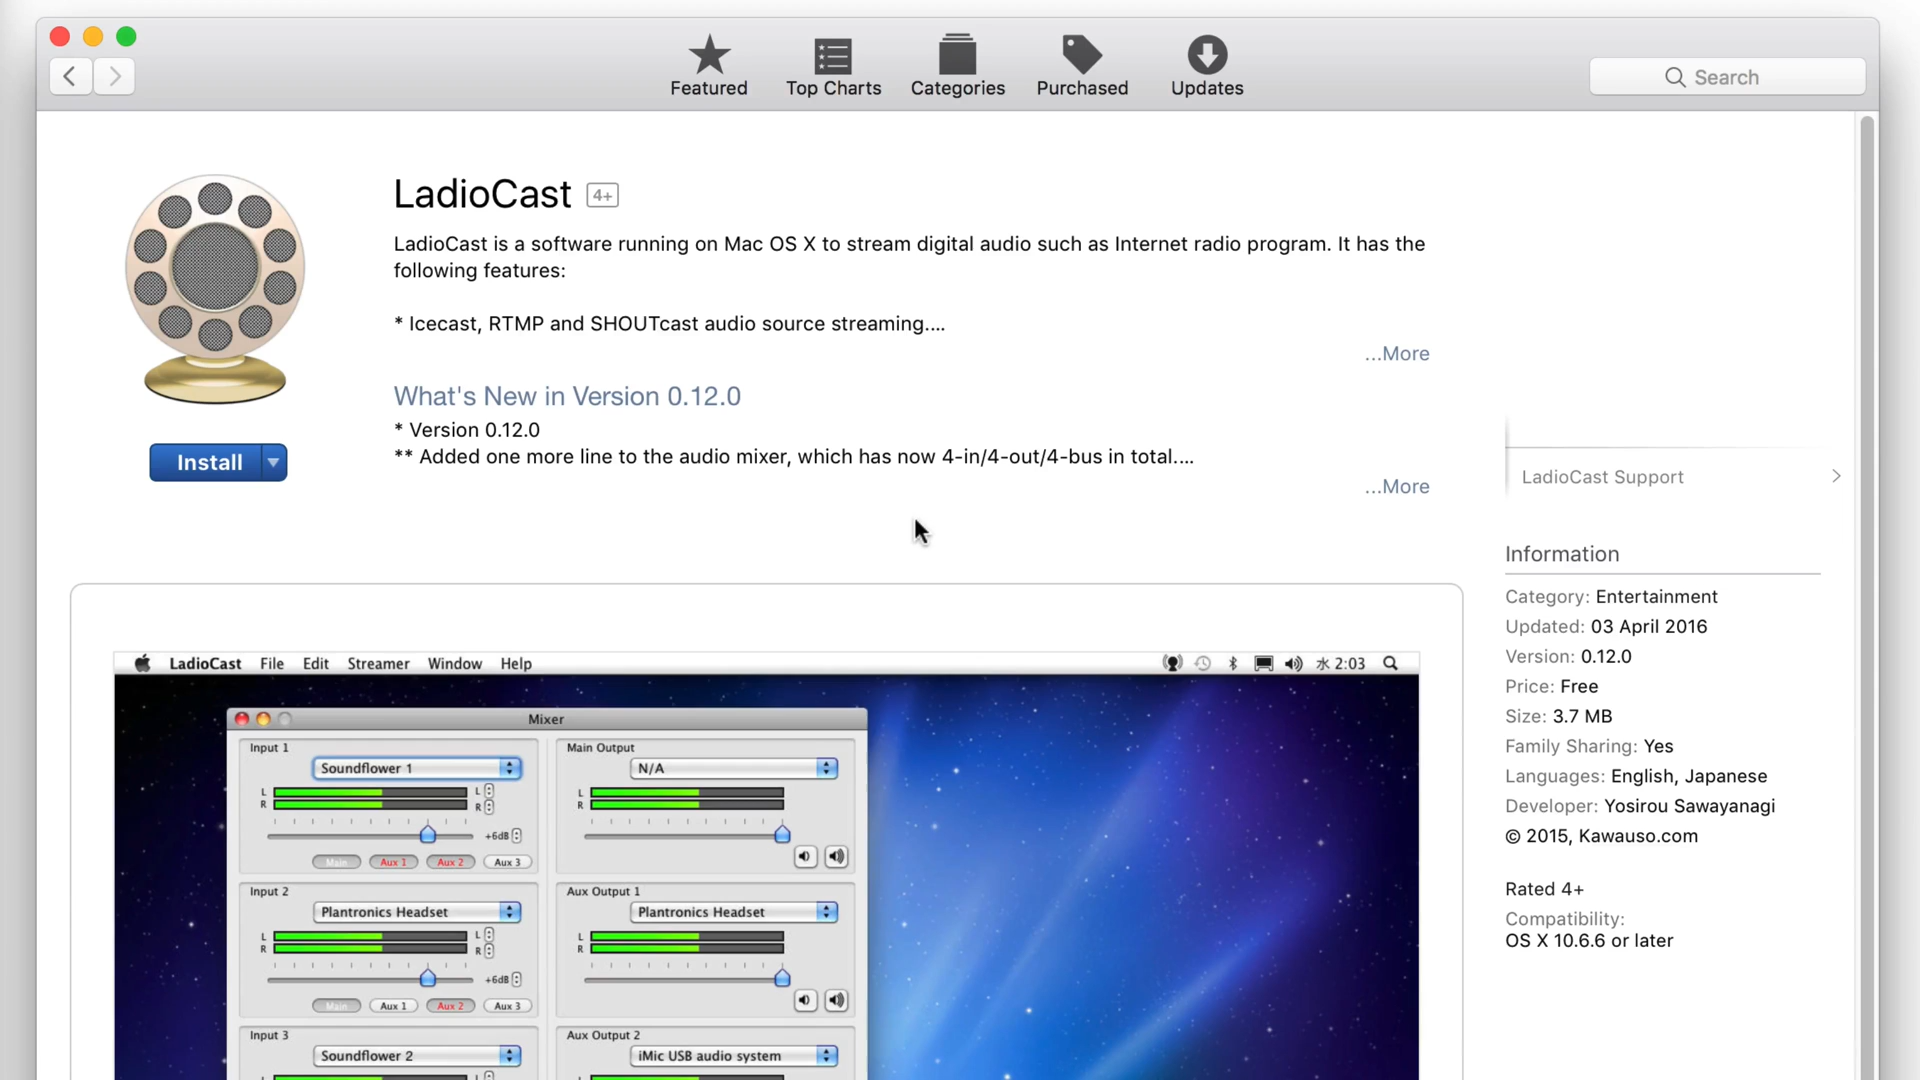 Featured
Top Charts
Categories
Purchased
Updates
Search
LadioCast 4+
LadioCast is a software running on Mac OS X to stream digital audio such as Internet radio program. It has the
following features:
* Icecast, RTMP and SHOUTcast audio source streaming....
...More
What's New in Version 0.12.0
* Version 0.12.0
** Added one more line to the audio mixer, which has now 4-in/4-out/4-bus in total....
...More
Install
LadioCast Support
Information
Category: Entertainment
Updated: 03 April 2016
Version: 0.12.0
Price: Free
Size: 3.7 MB
Family Sharing: Yes
Languages: English, Japanese
Developer: Yosirou Sawayanagi
© 2015, Kawauso.com
Rated 4+
Compatibility:
OS X 10.6.6 or later
LadioCast File Edit Streamer Window Help
水 2:03
Mixer
Input 1
Soundflower 1
L
R
L
R
+6dB
Main Aux 1 Aux 2 Aux 3
Main Output
N/A
L
R
Input 2
Plantronics Headset
L
R
L
R
+6dB
Main Aux 1 Aux 2 Aux 3
Aux Output 1
Plantronics Headset
L
R
Input 3
Soundflower 2
Aux Output 2
iMic USB audio system